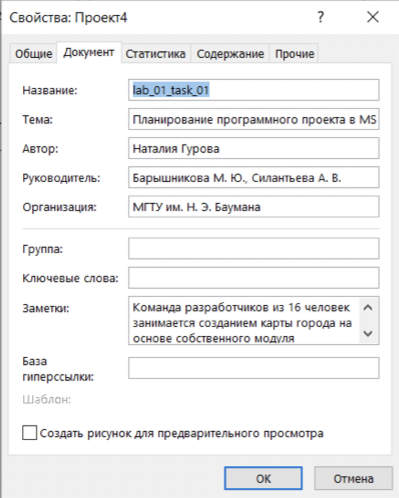 Свойства: Проект4
? ×
Общие Документ Статистика Содержание Прочие
Название: lab_01_task_01
Тема: Планирование программного проекта в MS
Автор: Наталия Гурова
Руководитель: Барышникова М. Ю., Силантьева А. В.
Организация: МГТУ им. Н. Э. Баумана
Группа:
Ключевые слова:
Заметки: Команда разработчиков из 16 человек
занимается созданием карты города на
основе собственного модуля
База
гиперссылки:
Шаблон:
Создать рисунок для предварительного просмотра
ОК Отмена